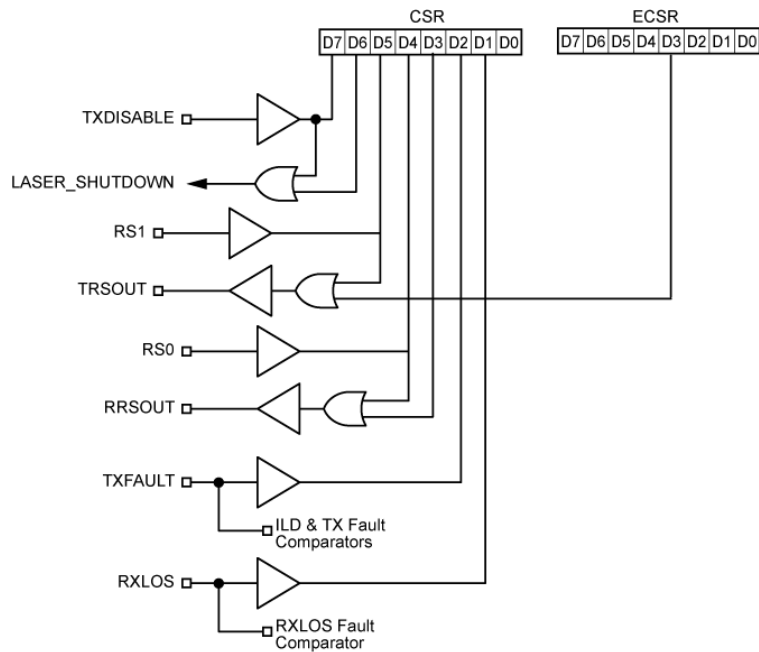 CSR
ECSR
D7 D6 D5 D4 D3 D2 D1 D0
D7 D6 D5 D4 D3 D2 D1 D0
TXDISABLE
LASER_SHUTDOWN
RS1
TRSOUT
RS0
RRSOUT
TXFAULT
ILD & TX Fault
Comparators
RXLOS
RXLOS Fault
Comparator